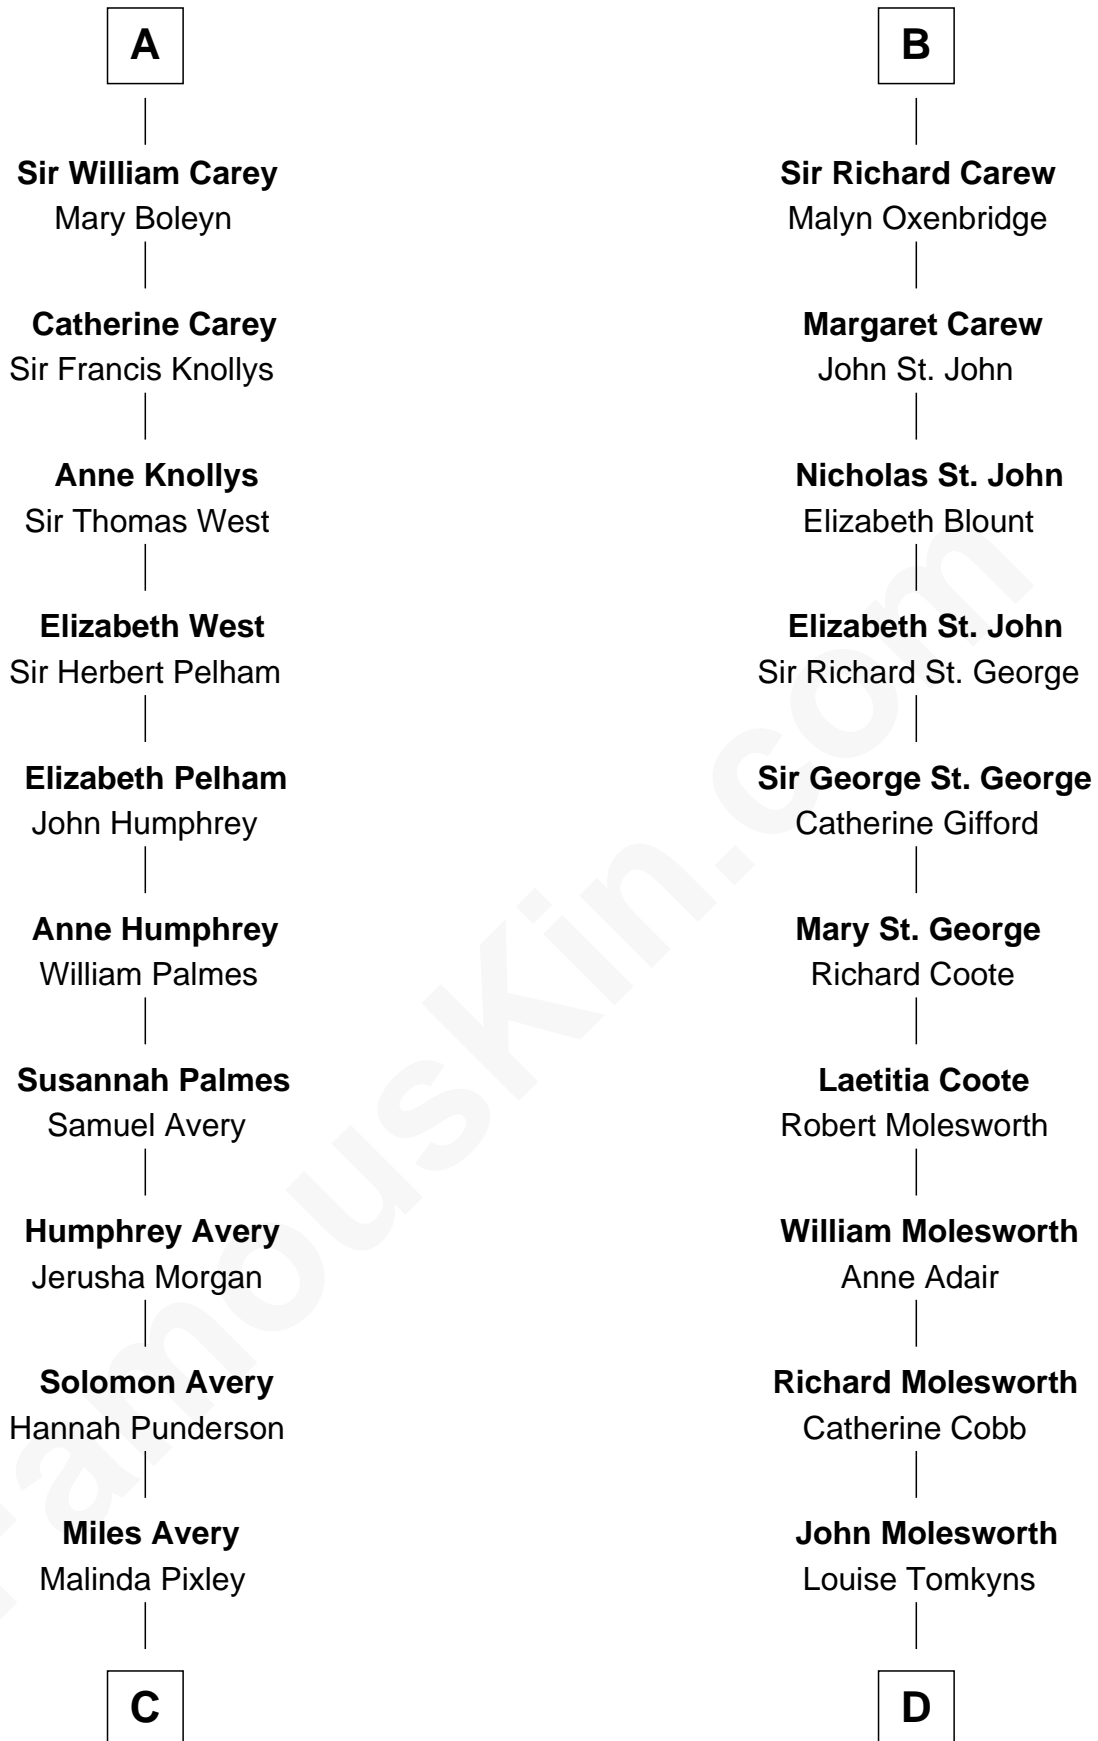 A
Sir William Carey
Mary Boleyn
Catherine Carey
Sir Francis Knollys
Anne Knollys
Sir Thomas West
Elizabeth West
Sir Herbert Pelham
Elizabeth Pelham
John Humphrey
Anne Humphrey
William Palmes
Susannah Palmes
Samuel Avery
Humphrey Avery
Jerusha Morgan
Solomon Avery
Hannah Punderson
Miles Avery
Malinda Pixley
C
B
Sir Richard Carew
Malyn Oxenbridge
Margaret Carew
John St. John
Nicholas St. John
Elizabeth Blount
Elizabeth St. John
Sir Richard St. George
Sir George St. George
Catherine Gifford
Mary St. George
Richard Coote
Laetitia Coote
Robert Molesworth
William Molesworth
Anne Adair
Richard Molesworth
Catherine Cobb
John Molesworth
Louise Tomkyns
D
FamousKin.com